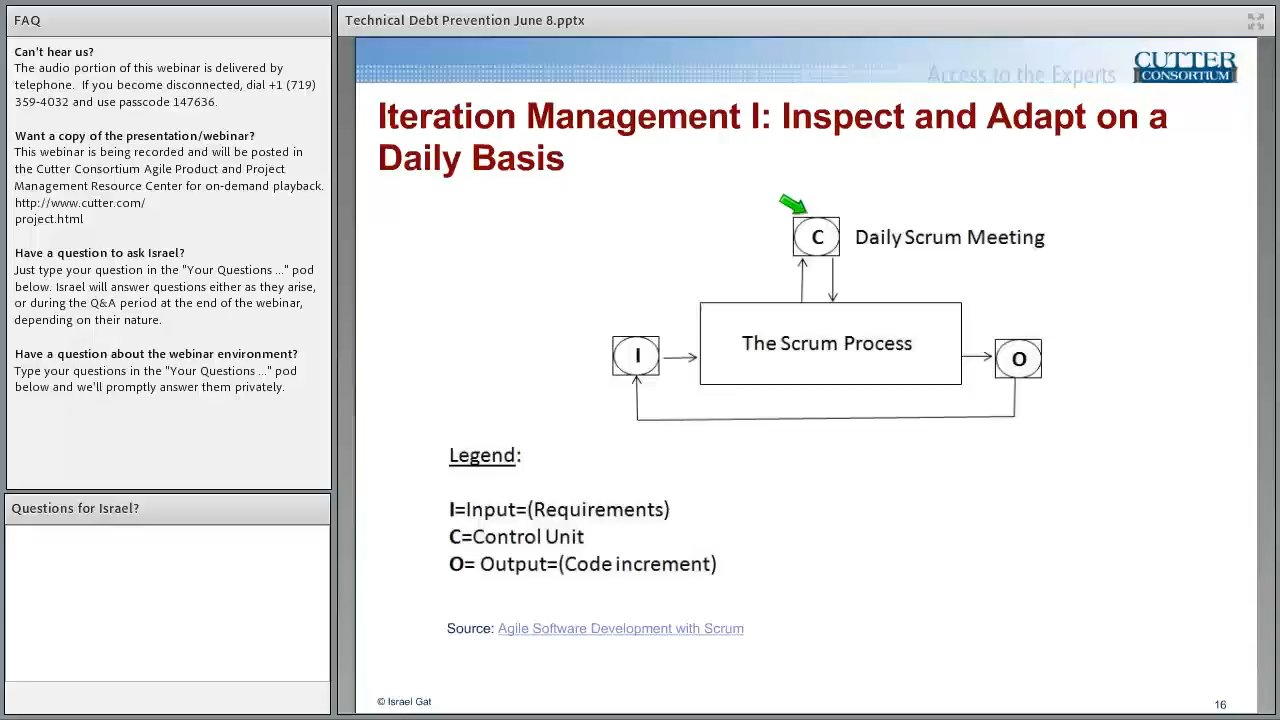 FAQ
Can't hear us?
The audio portion of this webinar is delivered by
telephone. If you become disconnected, dial +1 (719)
359-4032 and use passcode 147636.
Want a copy of the presentation/webinar?
This webinar is being recorded and will be posted in
the Cutter Consortium Agile Product and Project
Management Resource Center for on-demand playback.
http://www.cutter.com/
project.html
Have a question to ask Israel?
Just type your question in the "Your Questions ..." pod
below. Israel will answer questions either as they arise,
or during the Q&A period at the end of the webinar,
depending on their nature.
Have a question about the webinar environment?
Type your questions in the "Your Questions ..." pod
below and we'll promptly answer them privately.
Questions for Israel?
Technical Debt Prevention June 8.pptx
Access to the Experts
CUTTER
CONSORTIUM
Iteration Management I: Inspect and Adapt on a
Daily Basis
C
Daily Scrum Meeting
The Scrum Process
I
O
Legend:
I=Input=(Requirements)
C=Control Unit
O= Output=(Code increment)
Source: Agile Software Development with Scrum
© Israel Gat
16